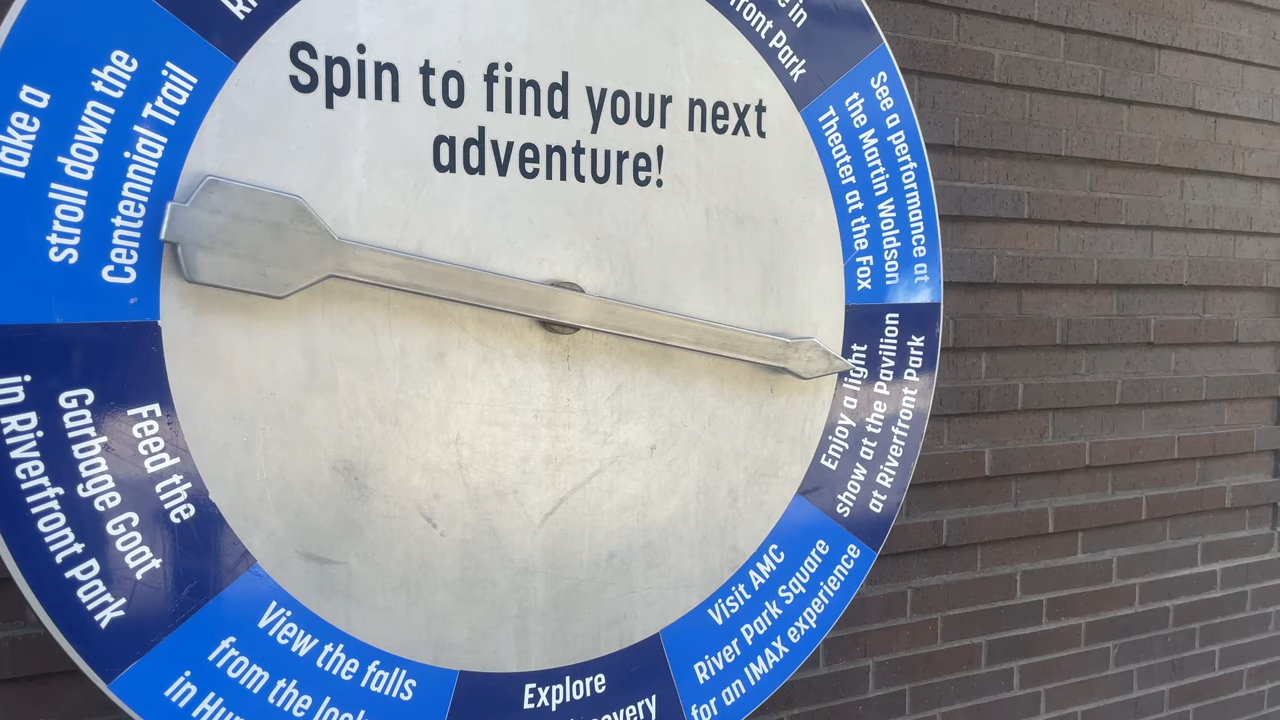 Spin to find your next
adventure!
in
front Park
See a performance at
the Martin Woldson
Theater at the Fox
Enjoy a light
show at the Pavilion
at Riverfront Park
Visit AMC
River Park Square
for an IMAX experience
Explore
View the falls
from the
in
Feed the
Garbage Goat
in Riverfront Park
Take a
stroll down the
Centennial Trail